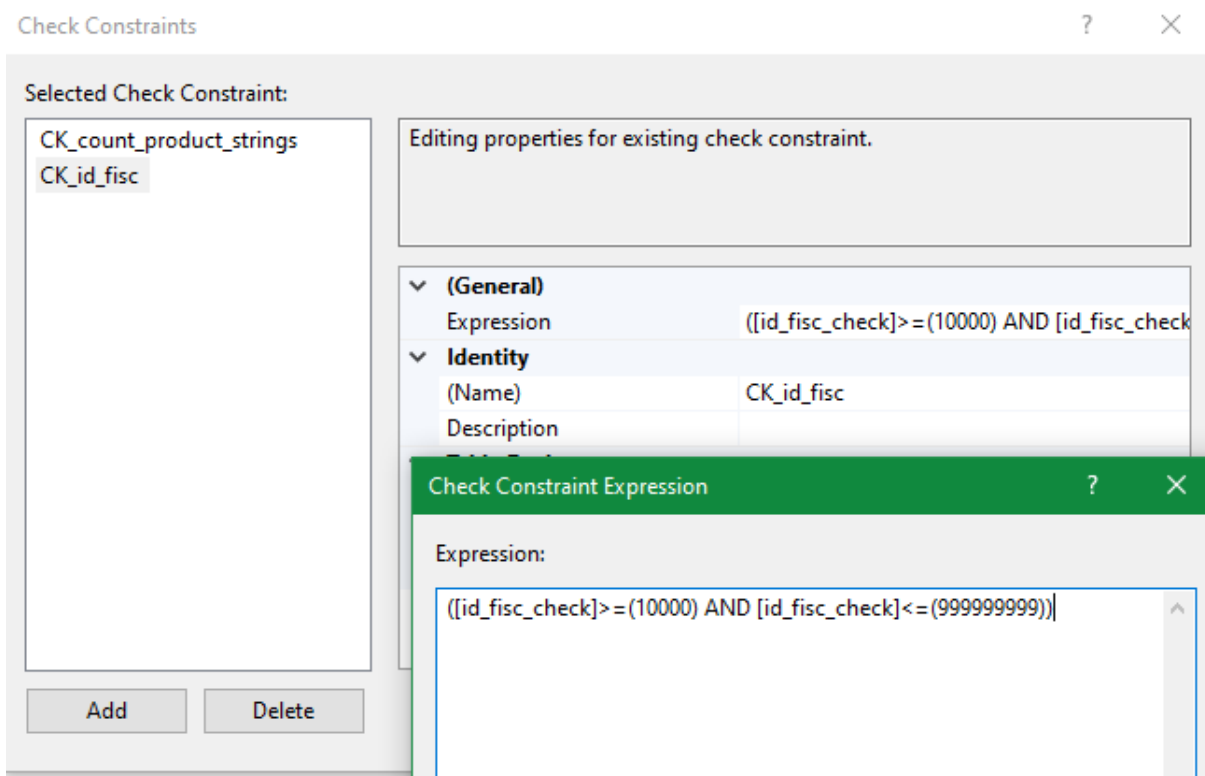 Check Constraints ?
Selected Check Constraint:
CK_count_product_strings
CK_id_fisc
Editing properties for existing check constraint.
(General)
Expression ([id_fisc_check]>=(10000) AND [id_fisc_check
Identity
(Name) CK_id_fisc
Description
Check Constraint Expression ?
Expression:
([id_fisc_check]>=(10000) AND [id_fisc_check]<=(999999999))
Add Delete